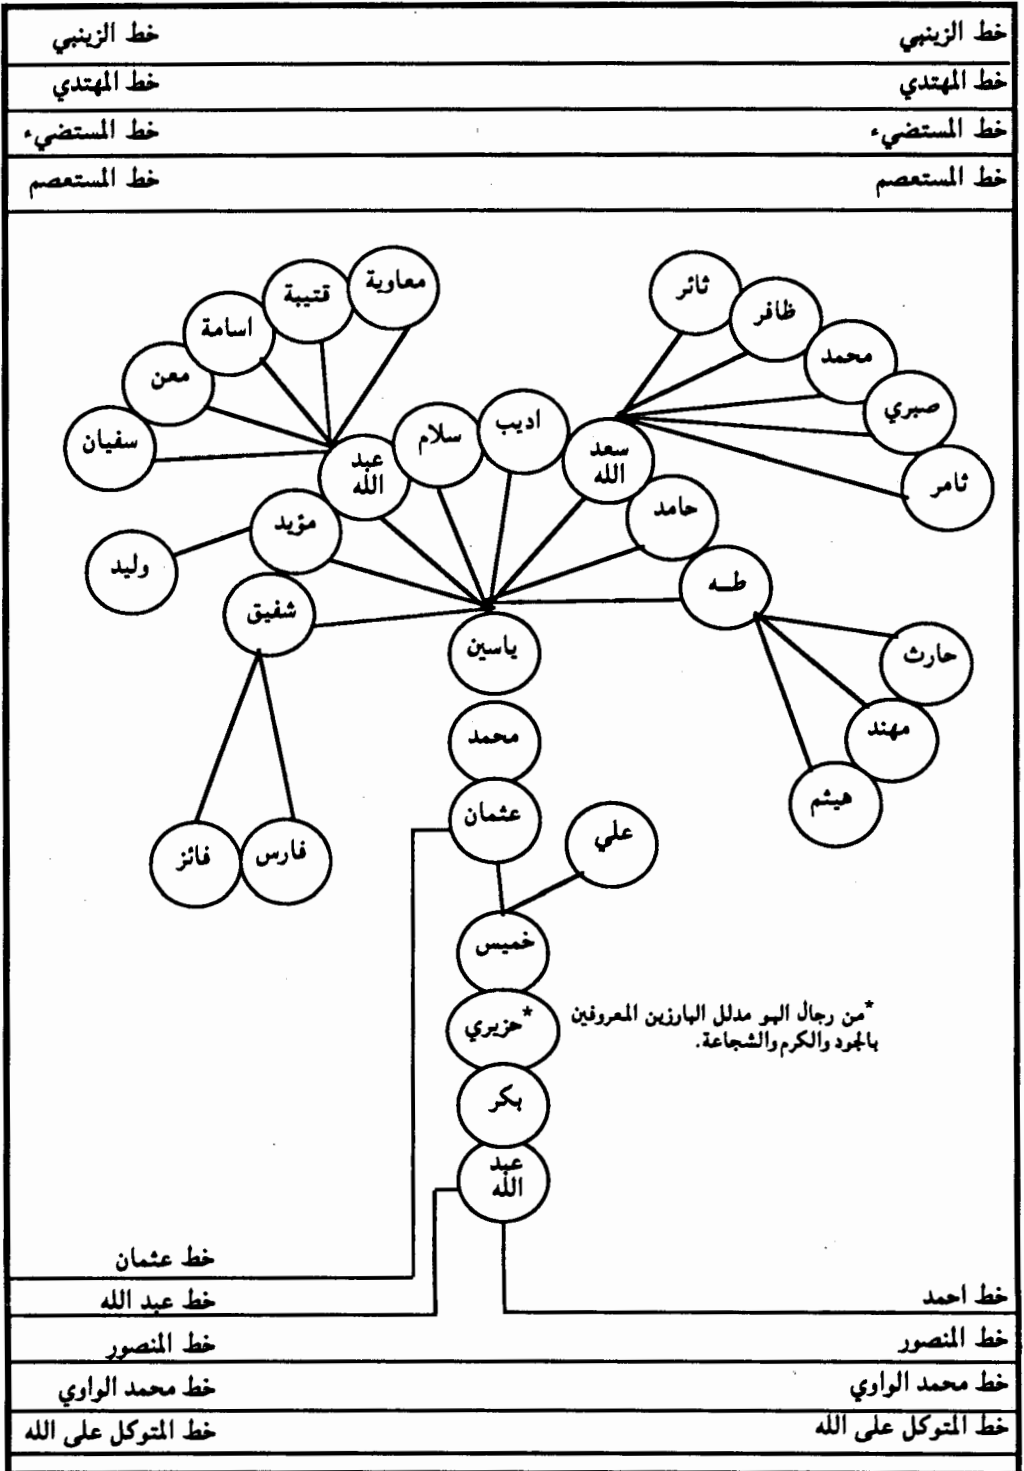 خط الزينبي
خط الزينبي
خط المهتدي
خط المهتدي
خط المستضيء
خط المستضيء
خط المستعصم
خط المستعصم
ثائر
ظافر
محمد
صبري
ثامر
معاوية
قتيبة
اسامة
معن
سفيان
سعد
الله
اديب
سلام
عبد
الله
حامد
مؤيد
وليد
طه
شفيق
ياسين
حارث
مهند
هيثم
محمد
عثمان
علي
فارس
فائز
خميس
*حزيري
*من رجال البو مدلل البارزين المعروفين
بالجود والكرم والشجاعة.
بكر
عبد
الله
خط عثمان
خط احمد
خط عبد الله
خط المنصور
خط المنصور
خط محمد الواوي
خط محمد الواوي
خط المتوكل على الله
خط المتوكل على الله